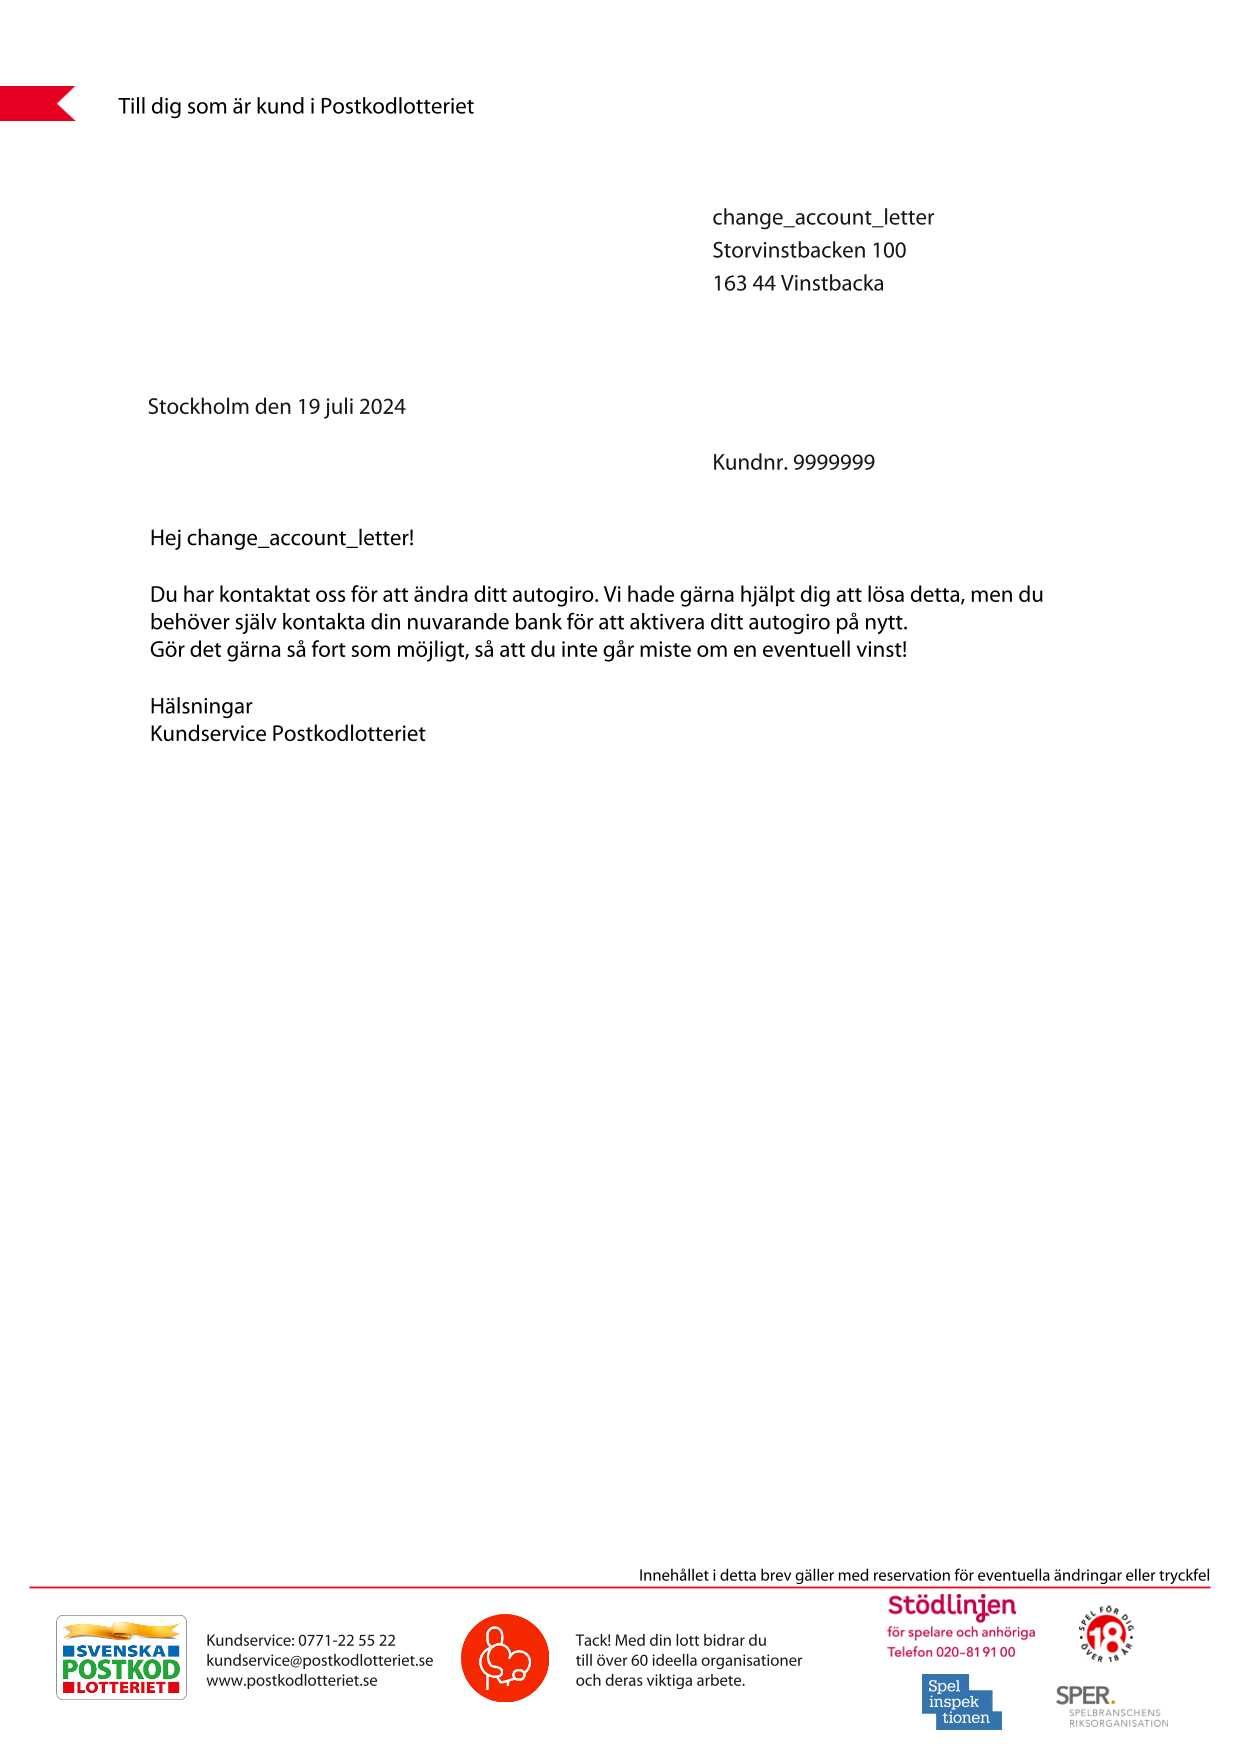 Till dig som är kund i Postkodlotteriet
change_account_letter
Storvinstbacken 100
163 44 Vinstbacka
Stockholm den 19 juli 2024
Kundnr. 9999999
Hej change_account_letter!
Du har kontaktat oss för att ändra ditt autogiro. Vi hade gärna hjälpt dig att lösa detta, men du
behöver själv kontakta din nuvarande bank för att aktivera ditt autogiro på nytt.
Gör det gärna så fort som möjligt, så att du inte går miste om en eventuell vinst!
Hälsningar
Kundservice Postkodlotteriet
Innehållet i detta brev gäller med reservation för eventuella ändringar eller tryckfel
SVENSKA
POSTKOD
LOTTERIET
Kundservice: 0771-22 55 22
kundservice@postkodlotteriet.se
www.postkodlotteriet.se
Tack! Med din lott bidrar du
till över 60 ideella organisationer
och deras viktiga arbete.
Stödlinjen
för spelare och anhöriga
Telefon 020-81 91 00
SPEL FÖR DIG
18
ÖVER 18 ÅR
Spel
inspek
tionen
SPER.
SPELBRANSCHENS
RIKSORGANISATION